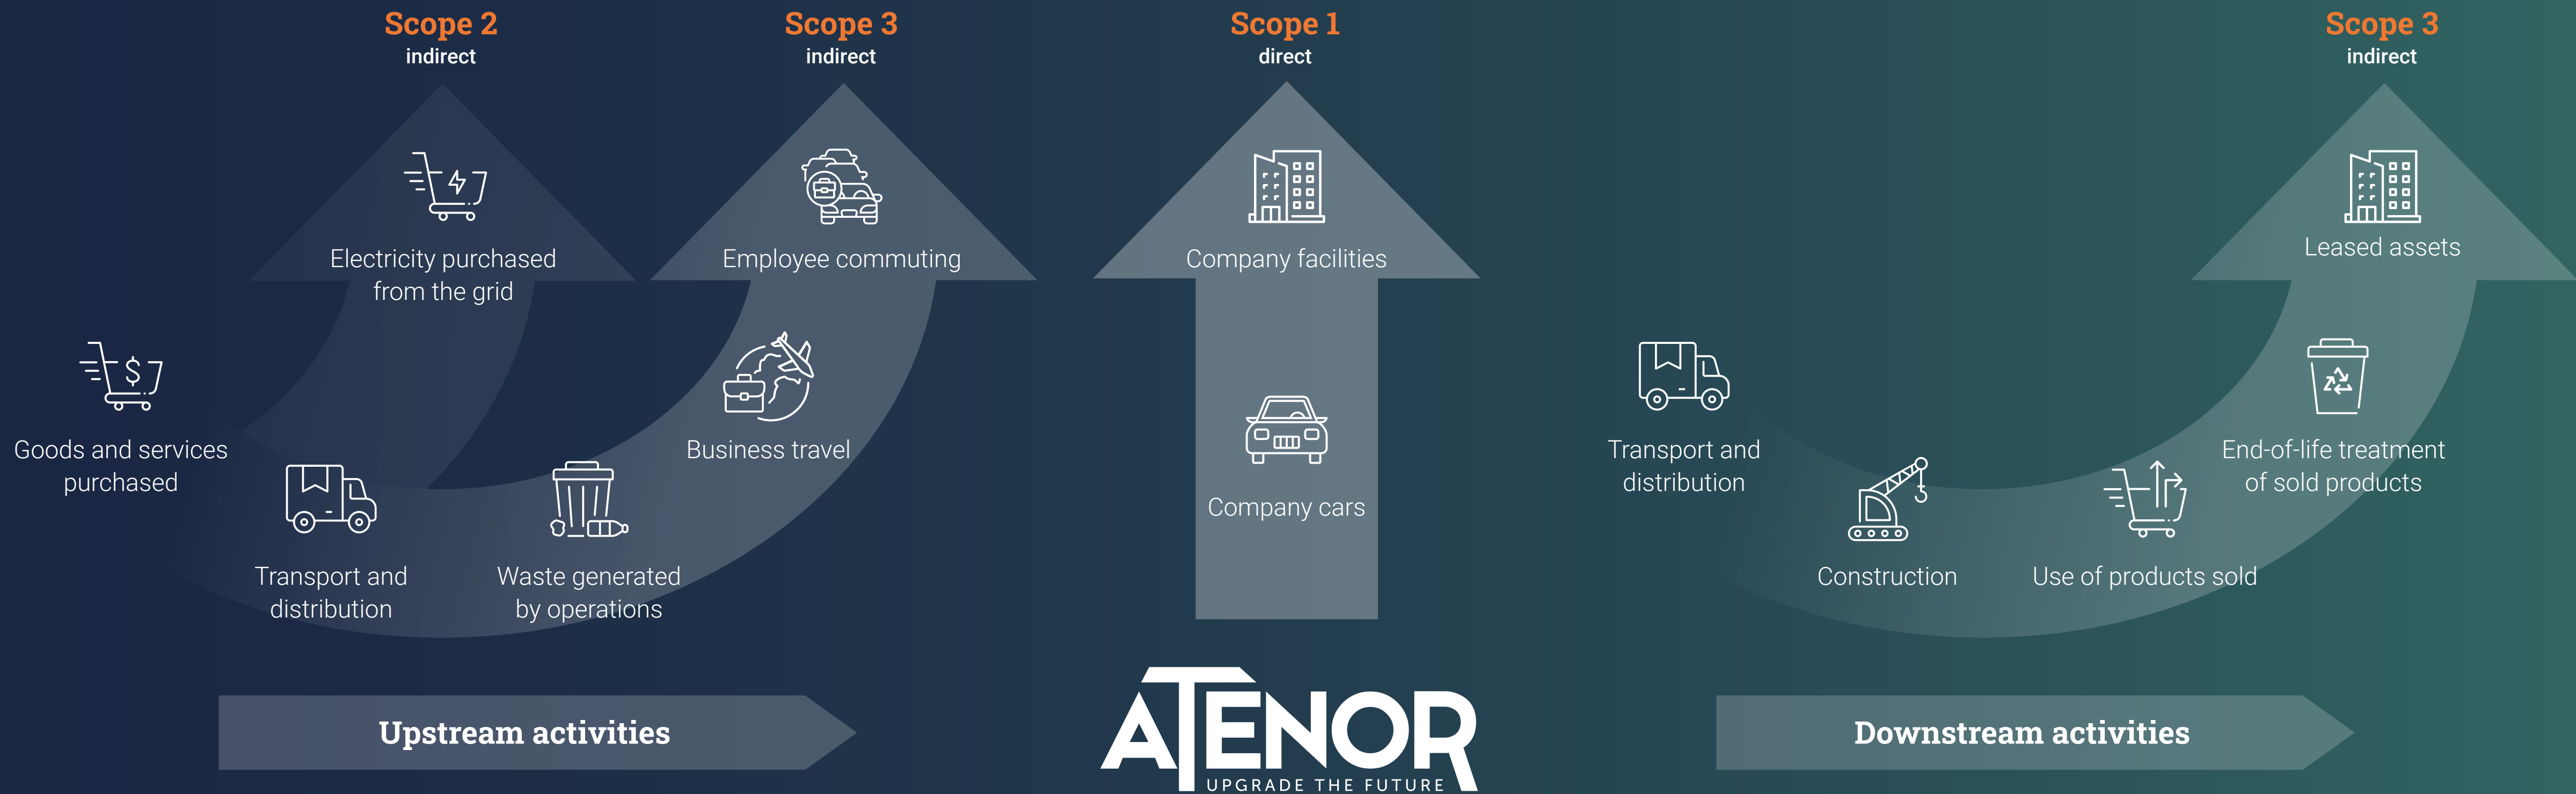 Scope 2
indirect
Scope 3
indirect
Scope 1
direct
Scope 3
indirect
Electricity purchased
from the grid
Employee commuting
Company facilities
Leased assets
Goods and services
purchased
Transport and
distribution
Waste generated
by operations
Business travel
Company cars
Transport and
distribution
Construction
Use of products sold
End-of-life treatment
of sold products
Upstream activities
ATENOR
UPGRADE THE FUTURE
Downstream activities
$